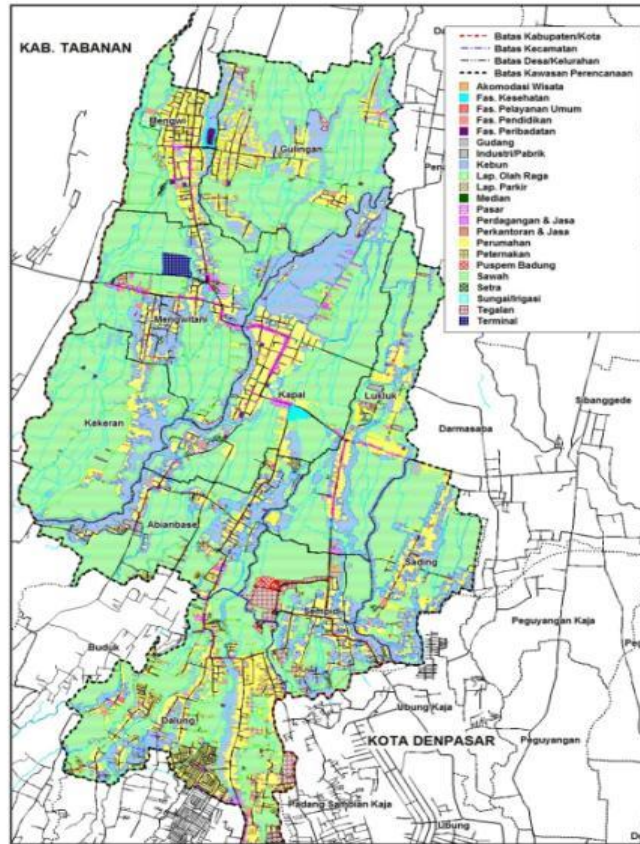 KAB. TABANAN
Batas Kabupaten/Kota
Batas Kecamatan
Batas Desa/Kelurahan
Batas Kawasan Perencanaan
Akomodasi Wisata
Fas. Kesehatan
Fas. Pelayanan Umum
Fas. Pendidikan
Fas. Peribadatan
Gudang
Industri/Pabrik
Kebun
Lap. Olah Raga
Lap. Parkir
Median
Pasar
Perdagangan & Jasa
Perkantoran & Jasa
Perumahan
Peternakan
Puspem Badung
Sawah
Setra
Sungai/Irigasi
Tegalan
Terminal
Mengwi
Gulingan
Mengwitani
Kapal
Lukluk
Sibanggede
Kekeran
Darmasaba
Abianbase
Sading
Sempidi
Peguyangan Kaja
Buduk
Dalung
Ubung Kaja
KOTA DENPASAR
Peguyangan
Padang Sambian Kaja
Ubung